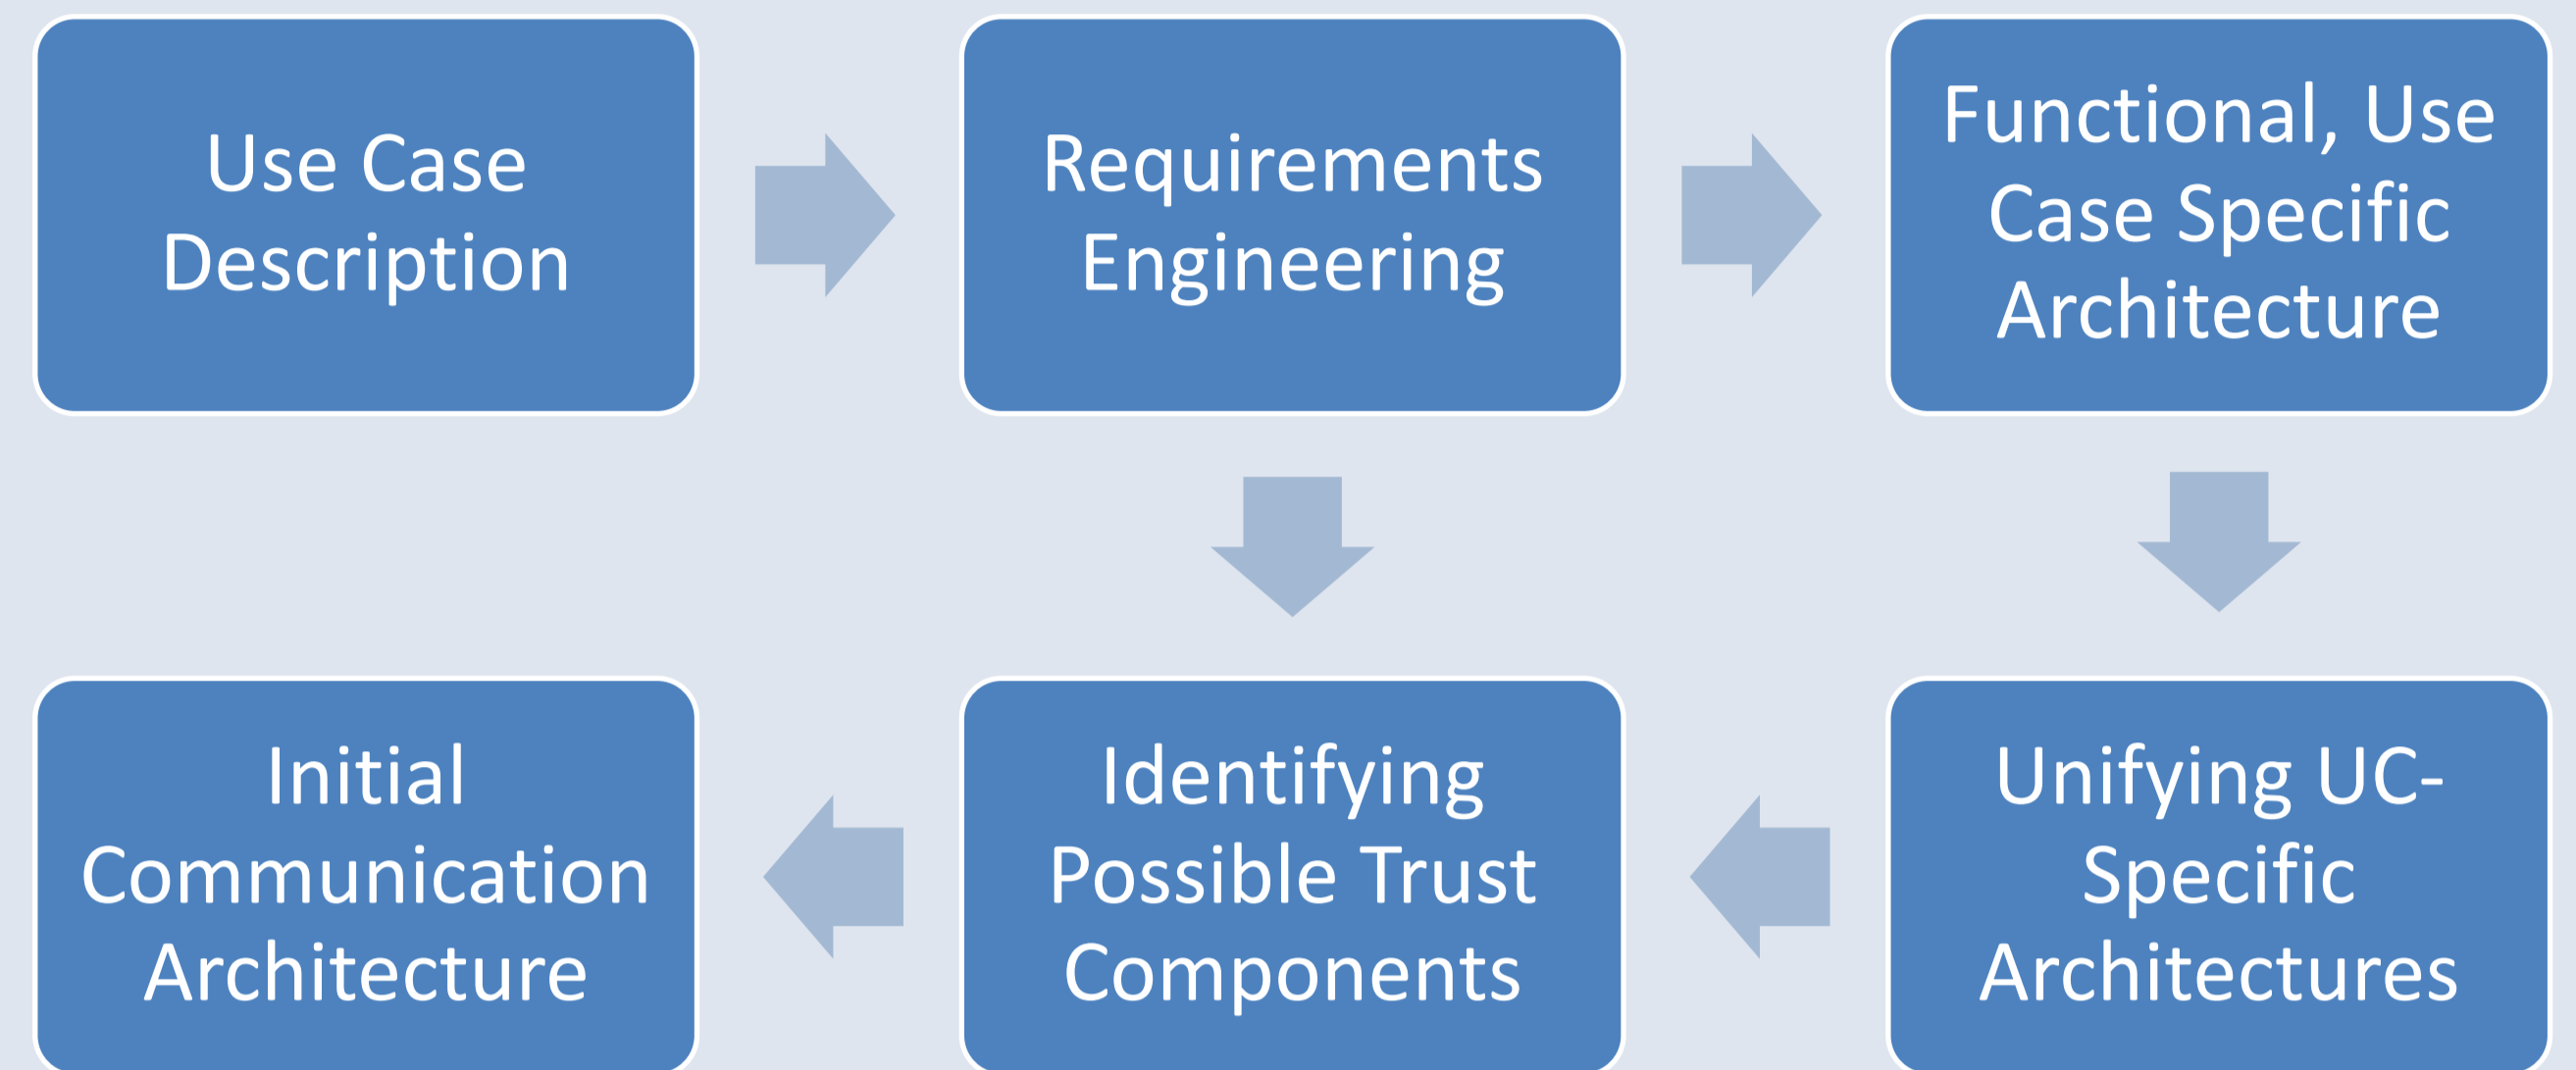 Use Case
Description
Requirements
Engineering
Functional, Use
Case Specific
Architecture
Initial
Communication
Architecture
Identifying
Possible Trust
Components
Unifying UC-
Specific
Architectures